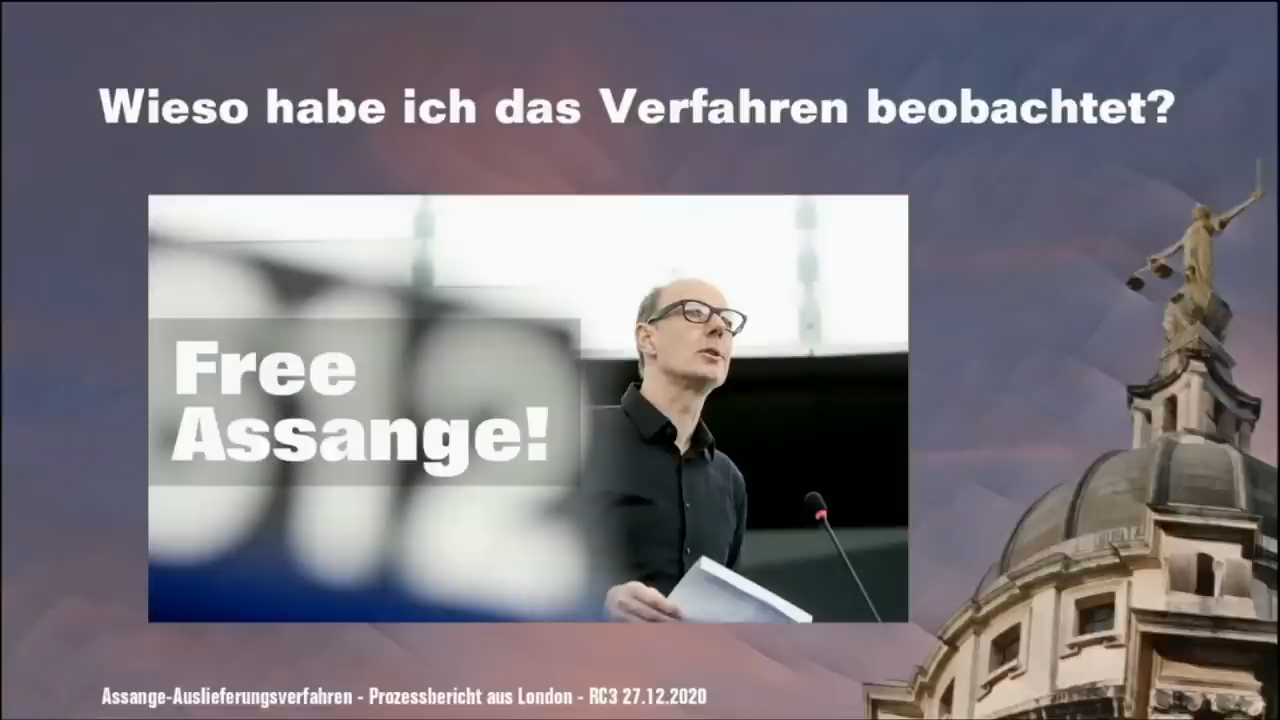 Wieso habe ich das Verfahren beobachtet?
Free
Assange!
Assange-Auslieferungsverfahren - Prozessbericht aus London - RC3 27.12.2020